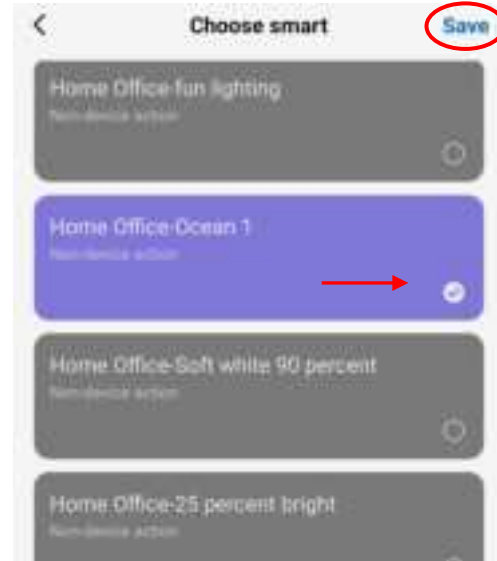 Choose smart
Save
Home Office-fun lighting
Non-device action
Home Office-Ocean 1
Non-device action
Home Office-Soft white 90 percent
Non-device action
Home Office-25 percent bright
Non-device action